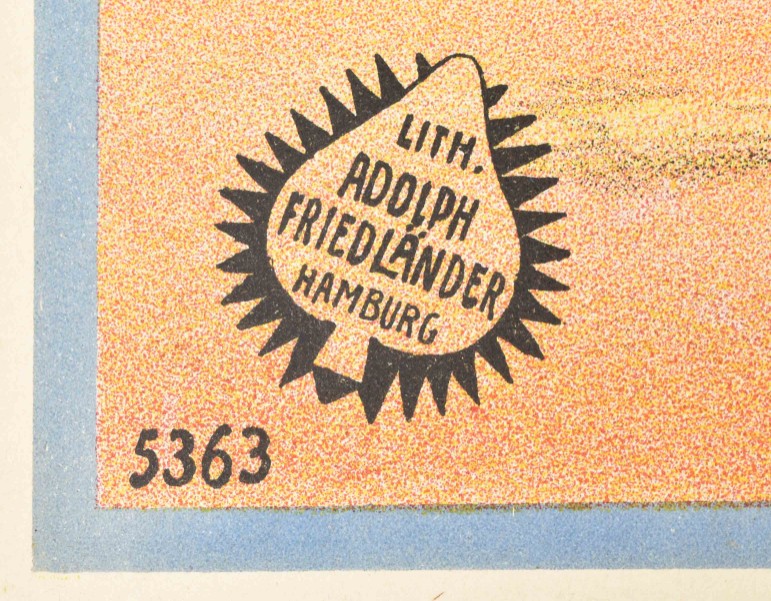 LITH.
ADOLPH
FRIEDLÄNDER
HAMBURG
5363